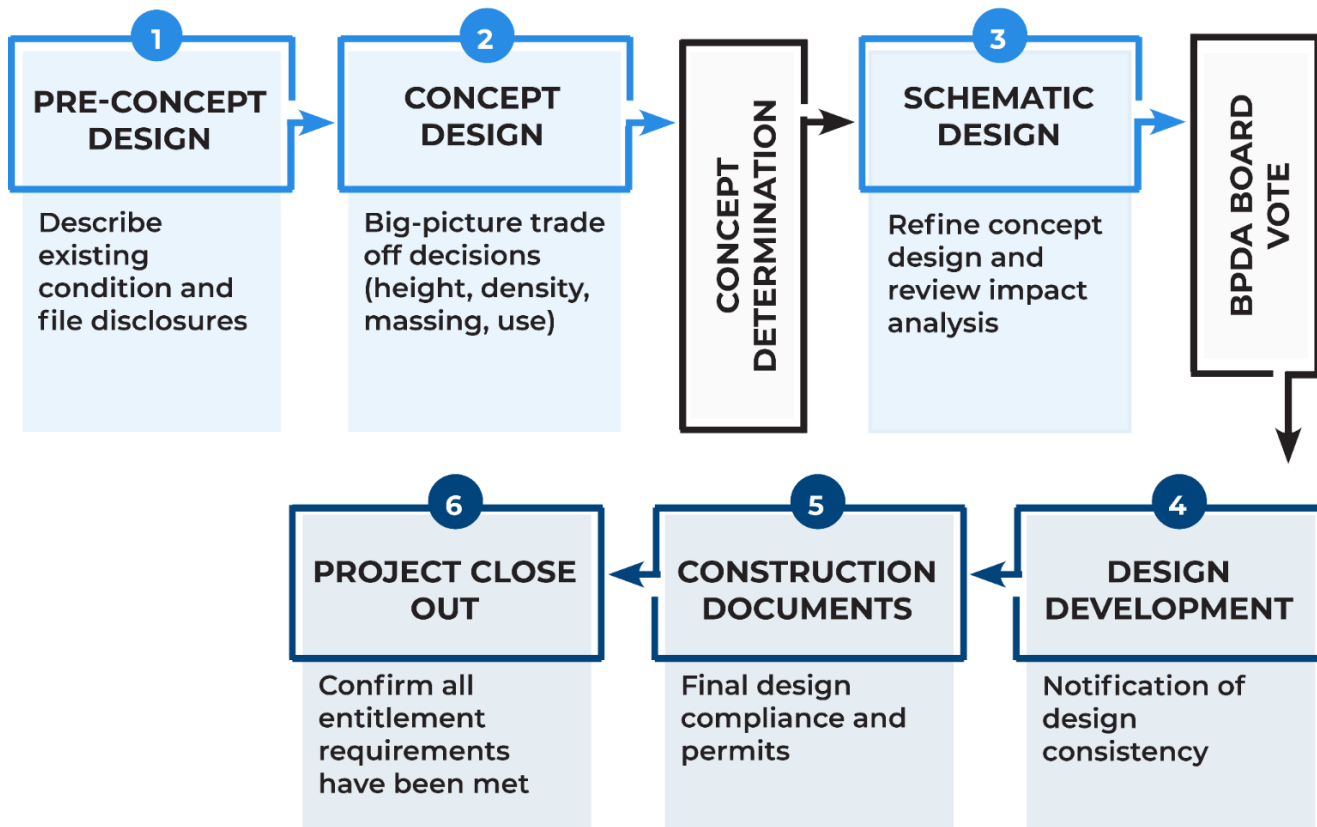 1
PRE-CONCEPT
DESIGN
Describe
existing
condition and
file disclosures
2
CONCEPT
DESIGN
Big-picture trade
off decisions
(height, density,
massing, use)
CONCEPT
DETERMINATION
3
SCHEMATIC
DESIGN
Refine concept
design and
review impact
analysis
BPDA BOARD
VOTE
4
DESIGN
DEVELOPMENT
Notification of
design
consistency
5
CONSTRUCTION
DOCUMENTS
Final design
compliance and
permits
6
PROJECT CLOSE
OUT
Confirm all
entitlement
requirements
have been met